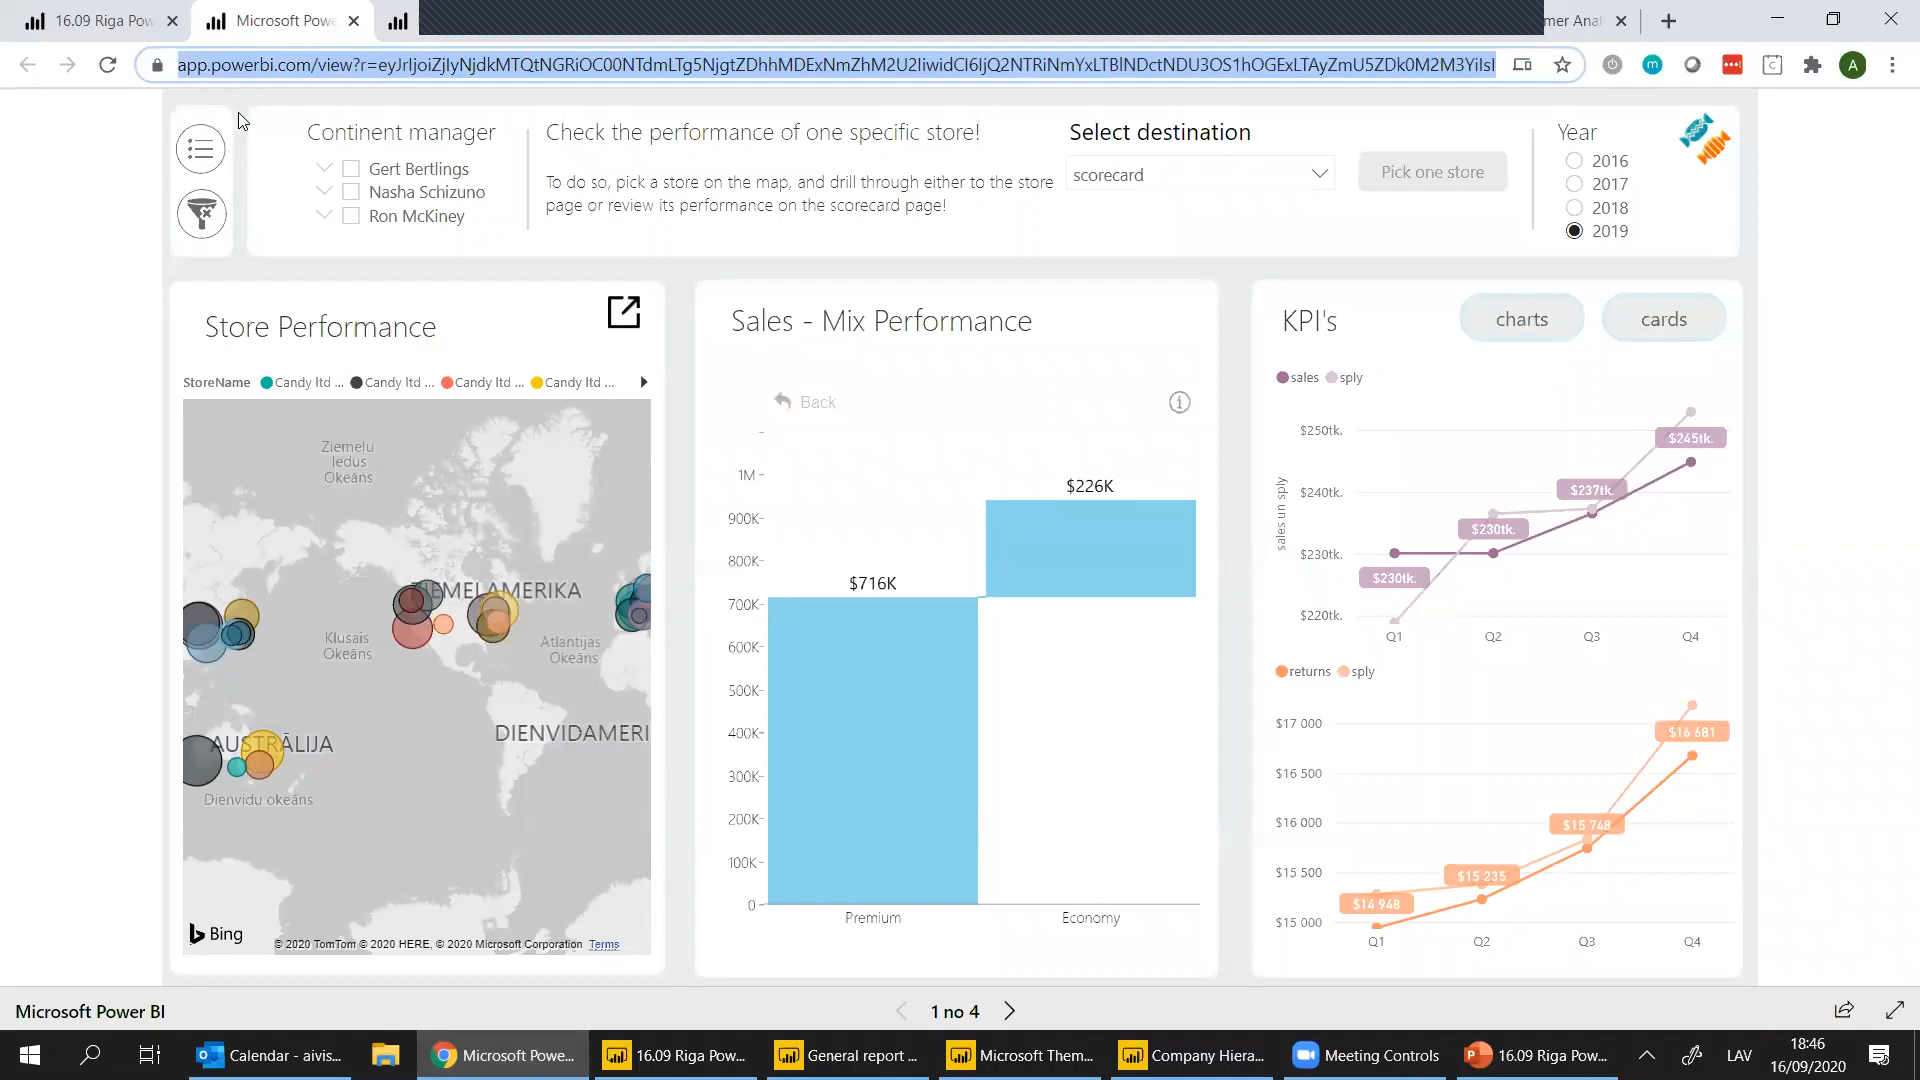 16.09 Riga Pow
Microsoft Powe
mer Anal
app.powerbi.com/view?r=
A
Continent manager
Gert Bertlings
Nasha Schizuno
Ron McKiney
Check the performance of one specific store!
To do so, pick a store on the map, and drill through either to the store
page or review its performance on the scorecard page!
Select destination
scorecard
Pick one store
Year
2016
2017
2018
2019
Store Performance
StoreName Candy ltd ... Candy ltd ... Candy ltd ... Candy ltd ...
Ziemeļu
ledus
Okeāns
ZIEMEĻAMERIKA
Klusais
Okeāns
Atlantijas
Okeāns
DIENVIDAMERI
AUSTRĀLIJA
Dienvidu okeāns
Bing
© 2020 TomTom © 2020 HERE, © 2020 Microsoft Corporation Terms
Sales - Mix Performance
Back
1M
900K
800K
700K
600K
500K
400K
300K
200K
100K
0
$716K
$226K
Premium
Economy
KPI's
charts
cards
sales sply
sales un sply
$250tk.
$240tk.
$230tk.
$220tk.
$230tk.
$230tk.
$237tk.
$245tk.
Q1 Q2 Q3 Q4
returns sply
$17 000
$16 500
$16 000
$15 500
$15 000
$14 948
$15 235
$15 748
$16 681
Q1 Q2 Q3 Q4
Microsoft Power BI
1 no 4
Calendar - aivis...
Microsoft Powe...
16.09 Riga Pow...
General report ...
Microsoft Them...
Company Hiera...
Meeting Controls
16.09 Riga Pow...
LAV
18:46
16/09/2020